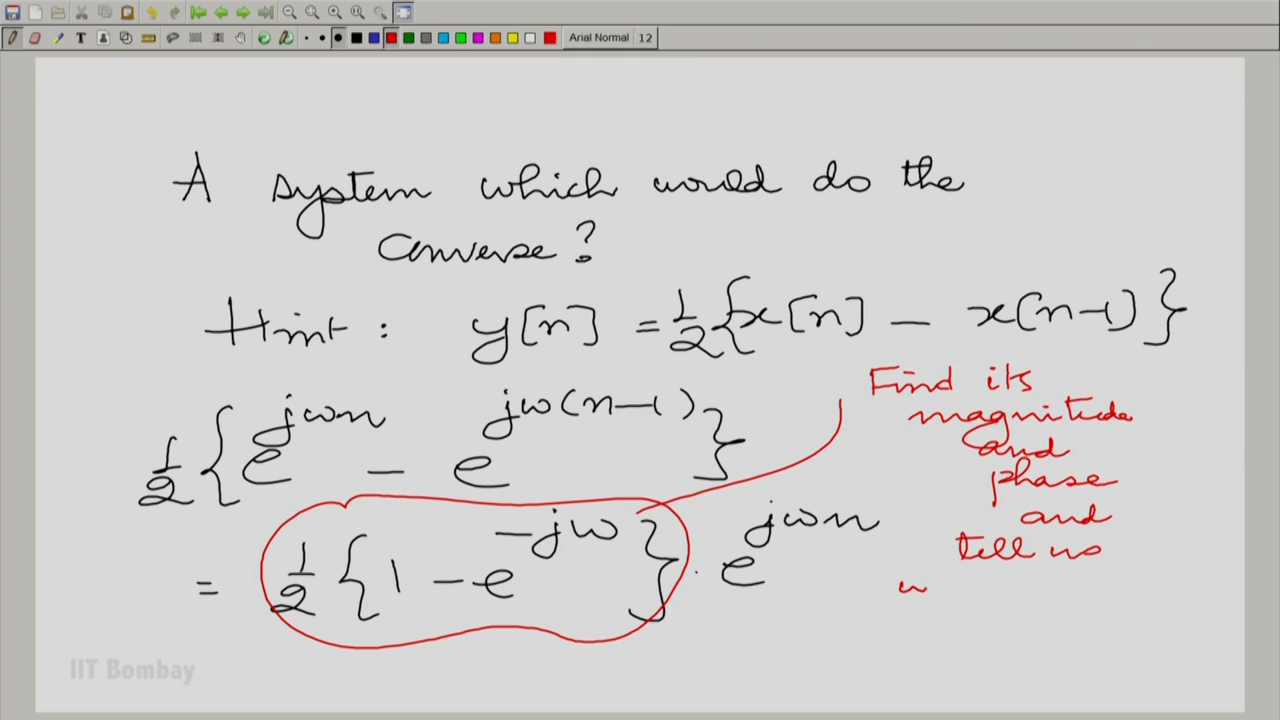 Arial Normal 12
A system which would do the
converse?
Hint: y[n] = 1/2 {x[n] - x[n-1]}
1/2 {e^jωn - e^jω(n-1)}
= 1/2 {1 - e^-jω} . e^jωn
Find its
magnitude
and
phase
and
tell us
IIT Bombay